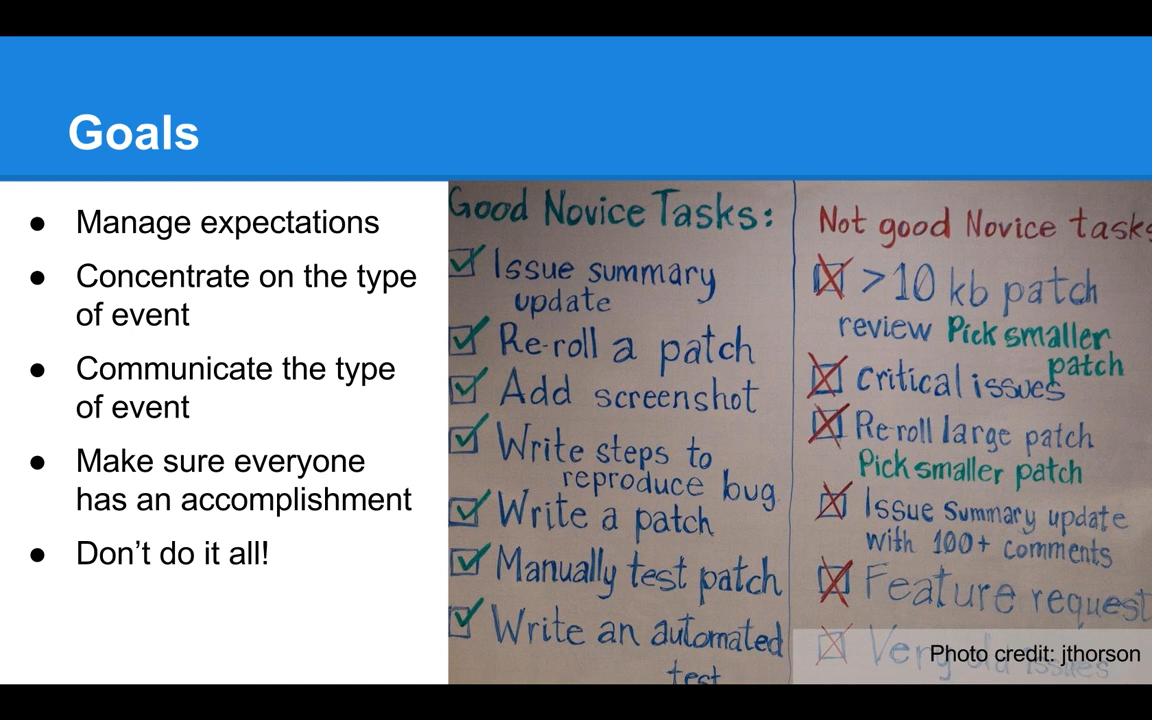 Goals
● Manage expectations
● Concentrate on the type
of event
● Communicate the type
of event
● Make sure everyone
has an accomplishment
● Don’t do it all!
Good Novice Tasks:
Issue summary
update
Re-roll a patch
Add screenshot
Write steps to
reproduce bug
Write a patch
Manually test patch
Write an automated
test
Not good Novice tasks
>10 kb patch
review Pick smaller
patch
critical issues
Re-roll large patch
Pick smaller patch
Issue Summary update
with 100+ comments
Feature request
Very old issues
Photo credit: jthorson